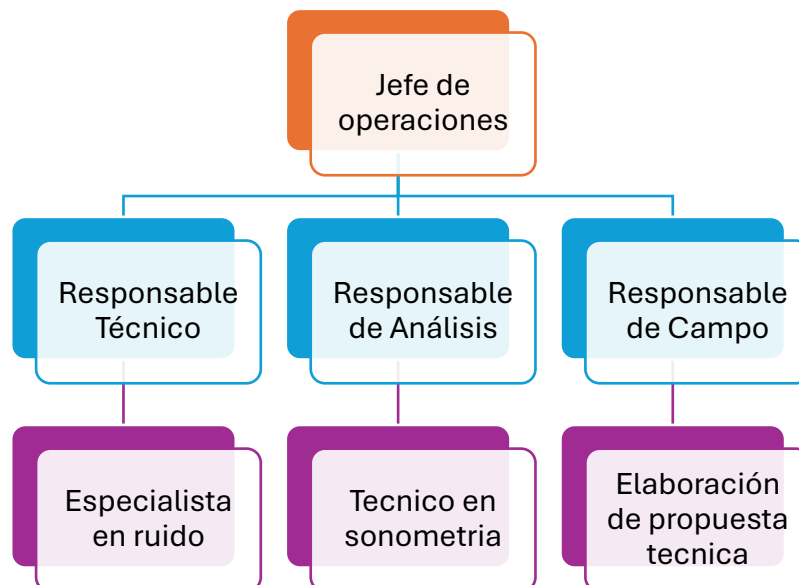 Jefe de
operaciones
Responsable
Técnico
Responsable
de Análisis
Responsable
de Campo
Especialista
en ruido
Tecnico en
sonometria
Elaboración
de propuesta
tecnica